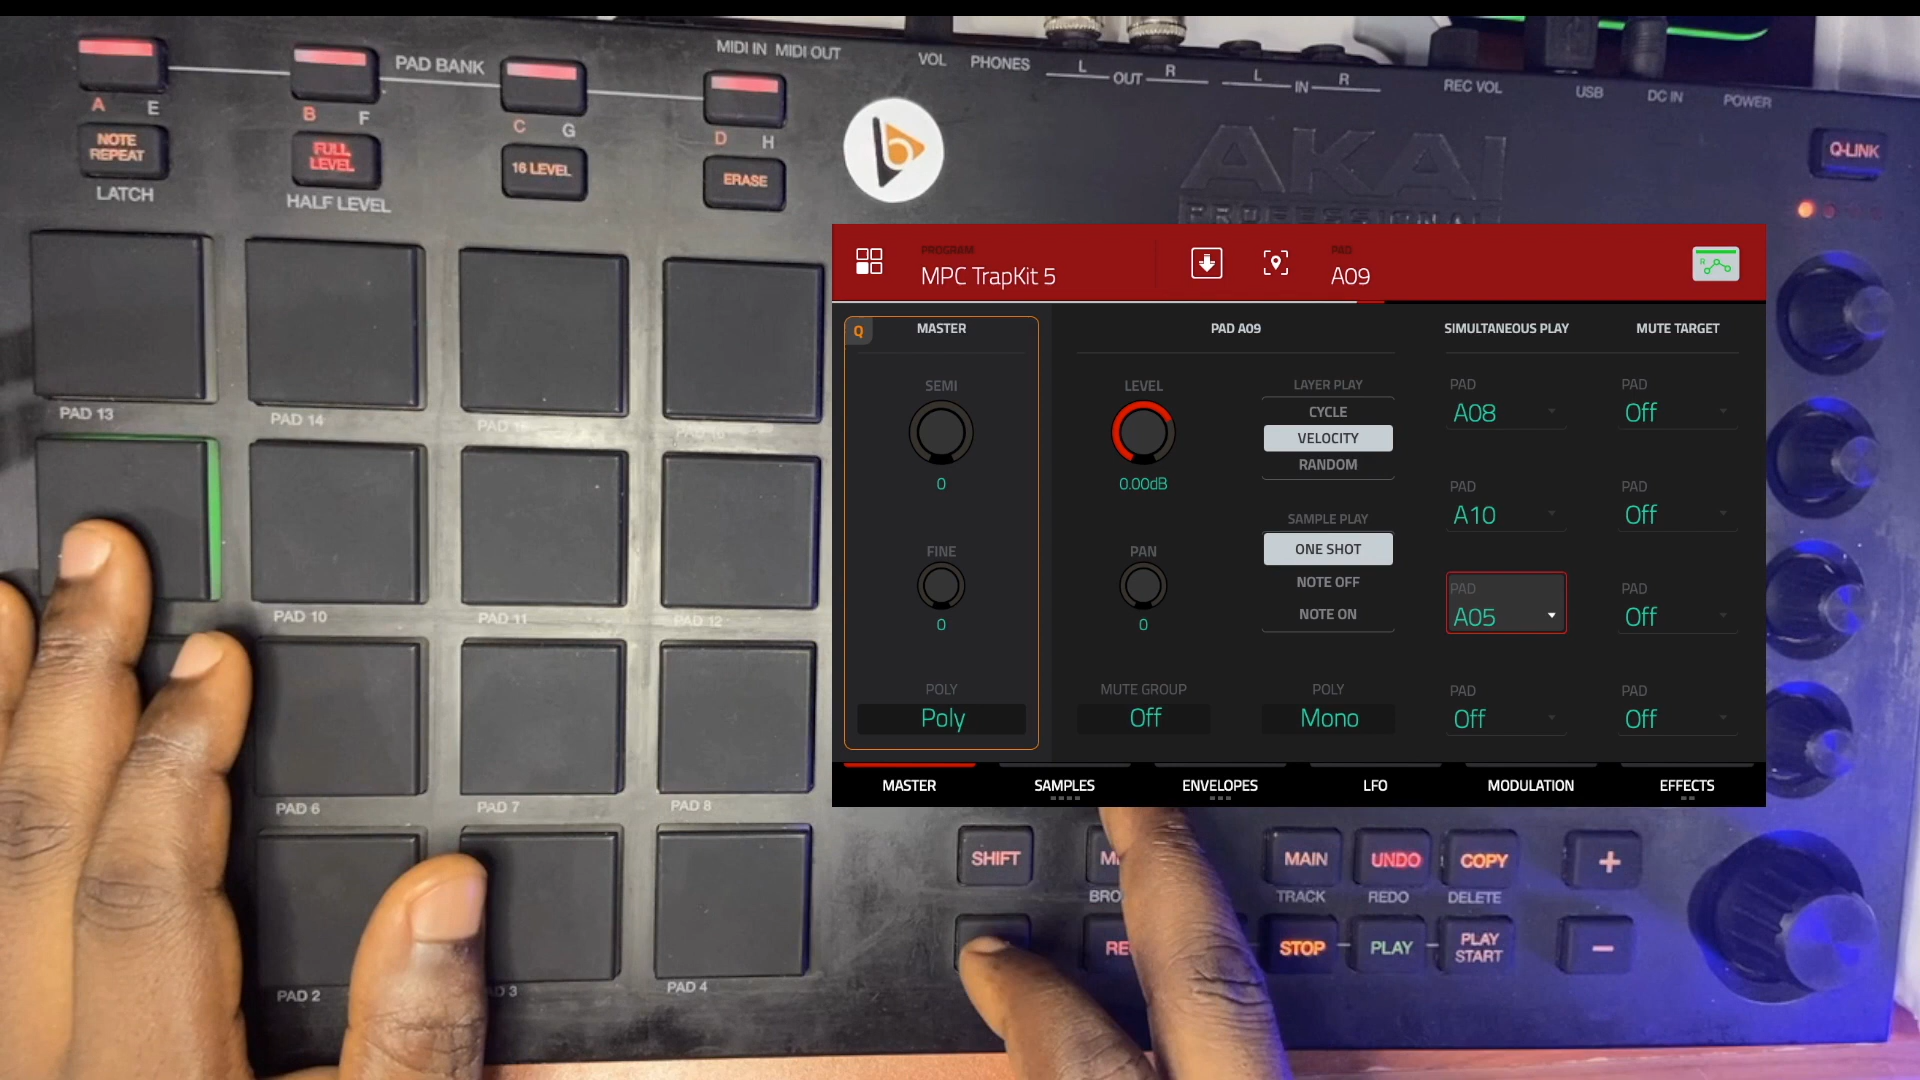 MIDI IN MIDI OUT
VOL PHONES
L OUT R
L IN R
REC VOL
USB
DC IN
POWER
PAD BANK
A E
B F
C G
D H
NOTE
REPEAT
LATCH
FULL
LEVEL
HALF LEVEL
16 LEVEL
ERASE
AKAI
PROFESSIONAL
Q-LINK
PAD 13
PAD 14
PAD 10
PAD 11
PAD 12
PAD 6
PAD 7
PAD 8
PAD 2
3
PAD 4
PROGRAM
MPC TrapKit 5
PAD
A09
R
Q
MASTER
SEMI
0
FINE
0
POLY
Poly
PAD A09
LEVEL
0.00dB
PAN
0
MUTE GROUP
Off
LAYER PLAY
CYCLE
VELOCITY
RANDOM
SAMPLE PLAY
ONE SHOT
NOTE OFF
NOTE ON
POLY
Mono
SIMULTANEOUS PLAY
PAD
A08
PAD
A10
PAD
A05
PAD
Off
MUTE TARGET
PAD
Off
PAD
Off
PAD
Off
PAD
Off
MASTER
SAMPLES
ENVELOPES
LFO
MODULATION
EFFECTS
SHIFT
MAIN
TRACK
UNDO
REDO
COPY
DELETE
+
STOP
PLAY
PLAY
START
−